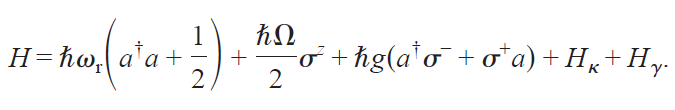 H = ħω_r(a†a + 1/2) + ħΩ/2 σ^z + ħg(a†σ⁻ + σ⁺a) + H_κ + H_γ.